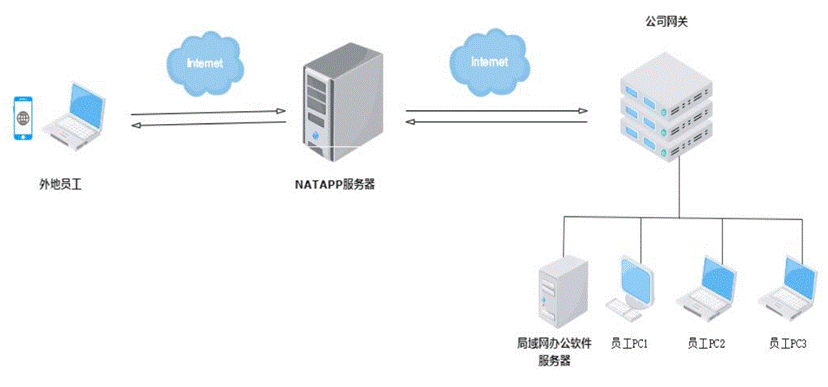 公司网关
Internet
Internet
外地员工
NATAPP服务器
局域网办公软件
服务器
员工PC1
员工PC2
员工PC3